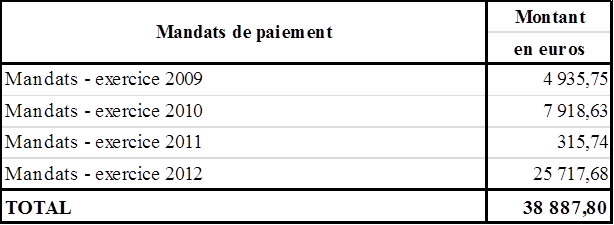 Mandats de paiement Montant
en euros
Mandats - exercice 2009 4 935,75
Mandats - exercice 2010 7 918,63
Mandats - exercice 2011 315,74
Mandats - exercice 2012 25 717,68
TOTAL 38 887,80